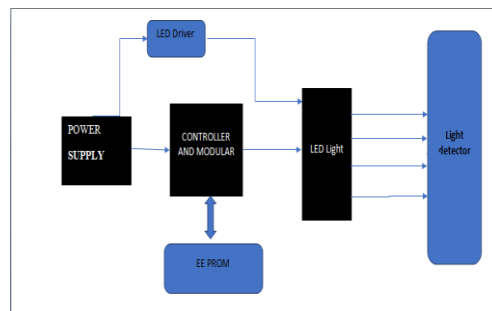 LED Driver
POWER
SUPPLY
CONTROLLER
AND MODULAR
LED Light
Light
detector
EE PROM